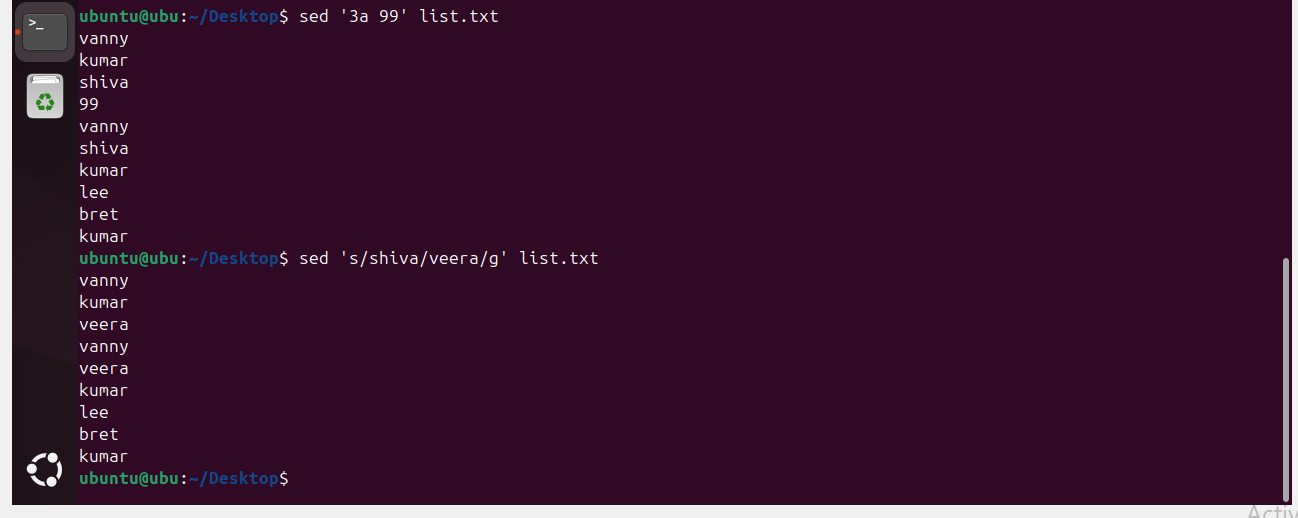 >_
ubuntu@ubu:~/Desktop$ sed '3a 99' list.txt
vanny
kumar
shiva
99
vanny
shiva
kumar
lee
bret
kumar
ubuntu@ubu:~/Desktop$ sed 's/shiva/veera/g' list.txt
vanny
kumar
veera
vanny
veera
kumar
lee
bret
kumar
ubuntu@ubu:~/Desktop$
Activ